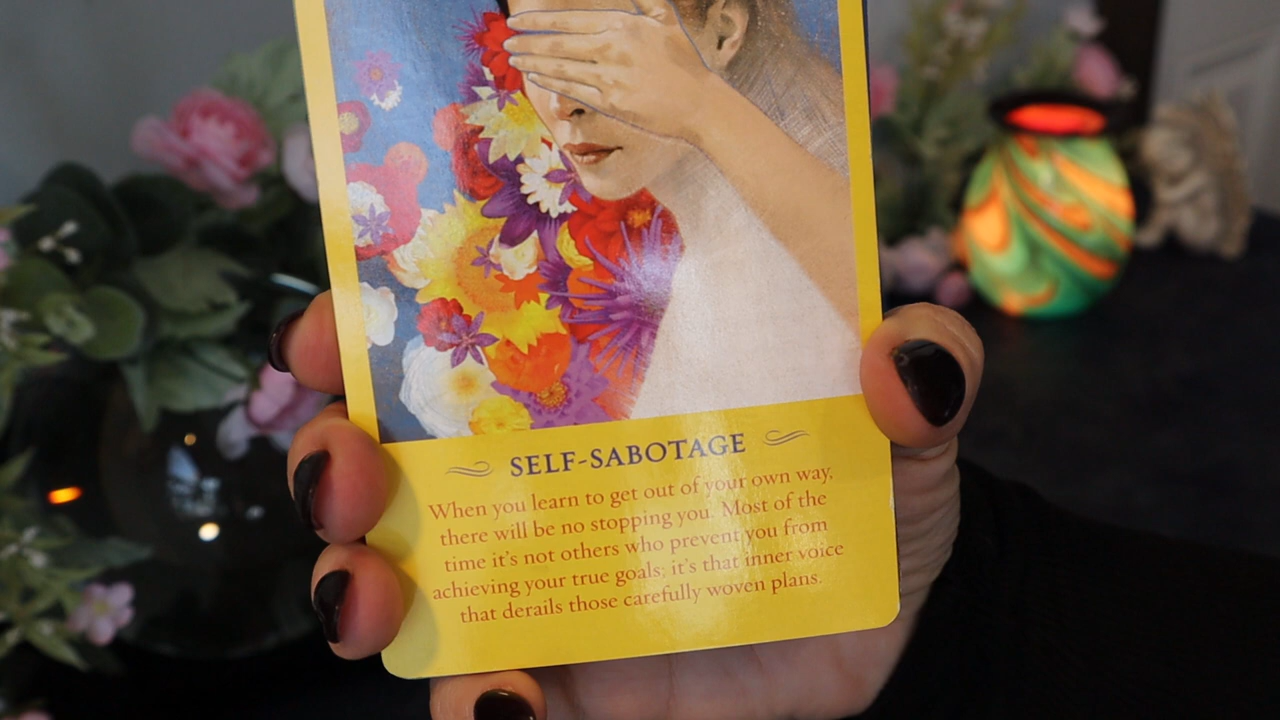 SELF-SABOTAGE
When you learn to get out of your own way,
there will be no stopping you. Most of the
time it's not others who prevent you from
achieving your true goals; it's that inner voice
that derails those carefully woven plans.